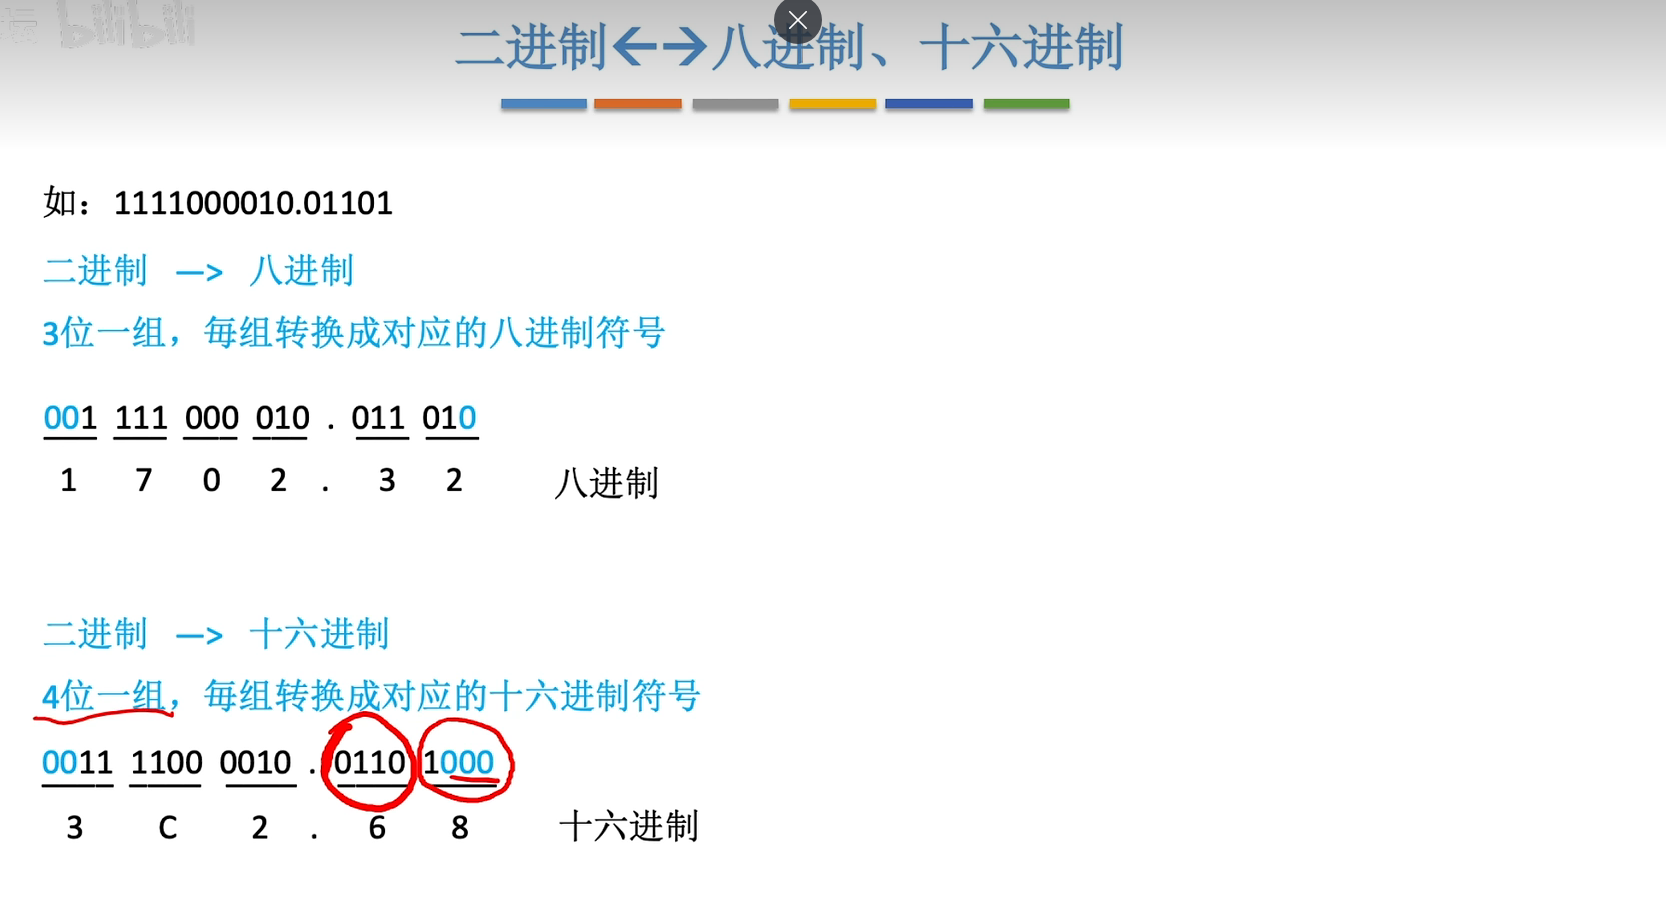 bilibili
二进制←→八进制、十六进制
如：1111000010.01101
二进制 —> 八进制
3位一组，每组转换成对应的八进制符号
001 111 000 010 . 011 010
1 7 0 2 . 3 2 八进制
二进制 —> 十六进制
4位一组，每组转换成对应的十六进制符号
0011 1100 0010 . 0110 1000
3 C 2 . 6 8 十六进制